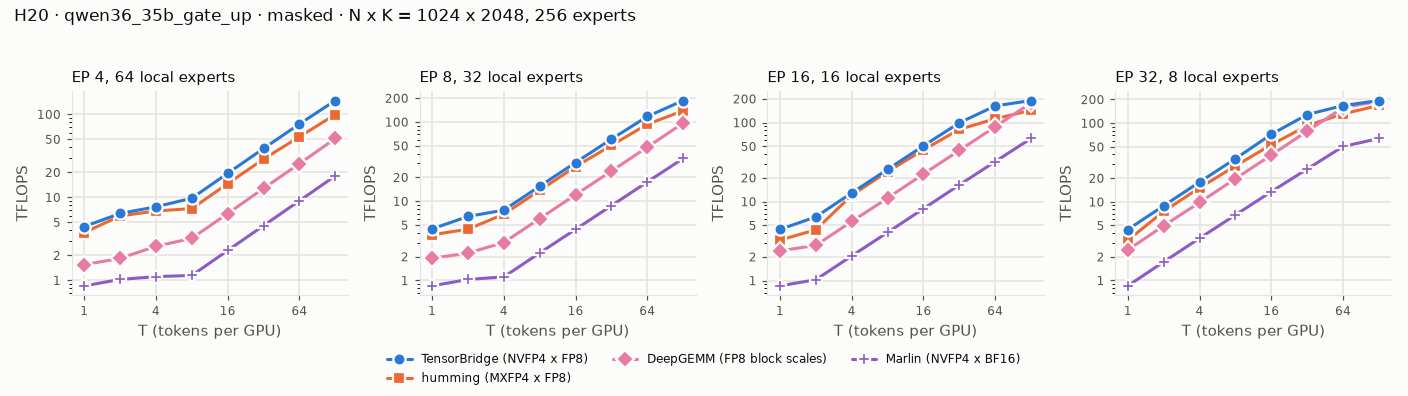 H20 · qwen36_35b_gate_up · masked · N x K = 1024 x 2048, 256 experts
EP 4, 64 local experts
EP 8, 32 local experts
EP 16, 16 local experts
EP 32, 8 local experts
TFLOPS
100
50
20
10
5
2
1
1
4
16
64
T (tokens per GPU)
TFLOPS
200
100
50
20
10
5
2
1
1
4
16
64
T (tokens per GPU)
TFLOPS
200
100
50
20
10
5
2
1
1
4
16
64
T (tokens per GPU)
TFLOPS
200
100
50
20
10
5
2
1
1
4
16
64
T (tokens per GPU)
TensorBridge (NVFP4 x FP8)
DeepGEMM (FP8 block scales)
Marlin (NVFP4 x BF16)
humming (MXFP4 x FP8)